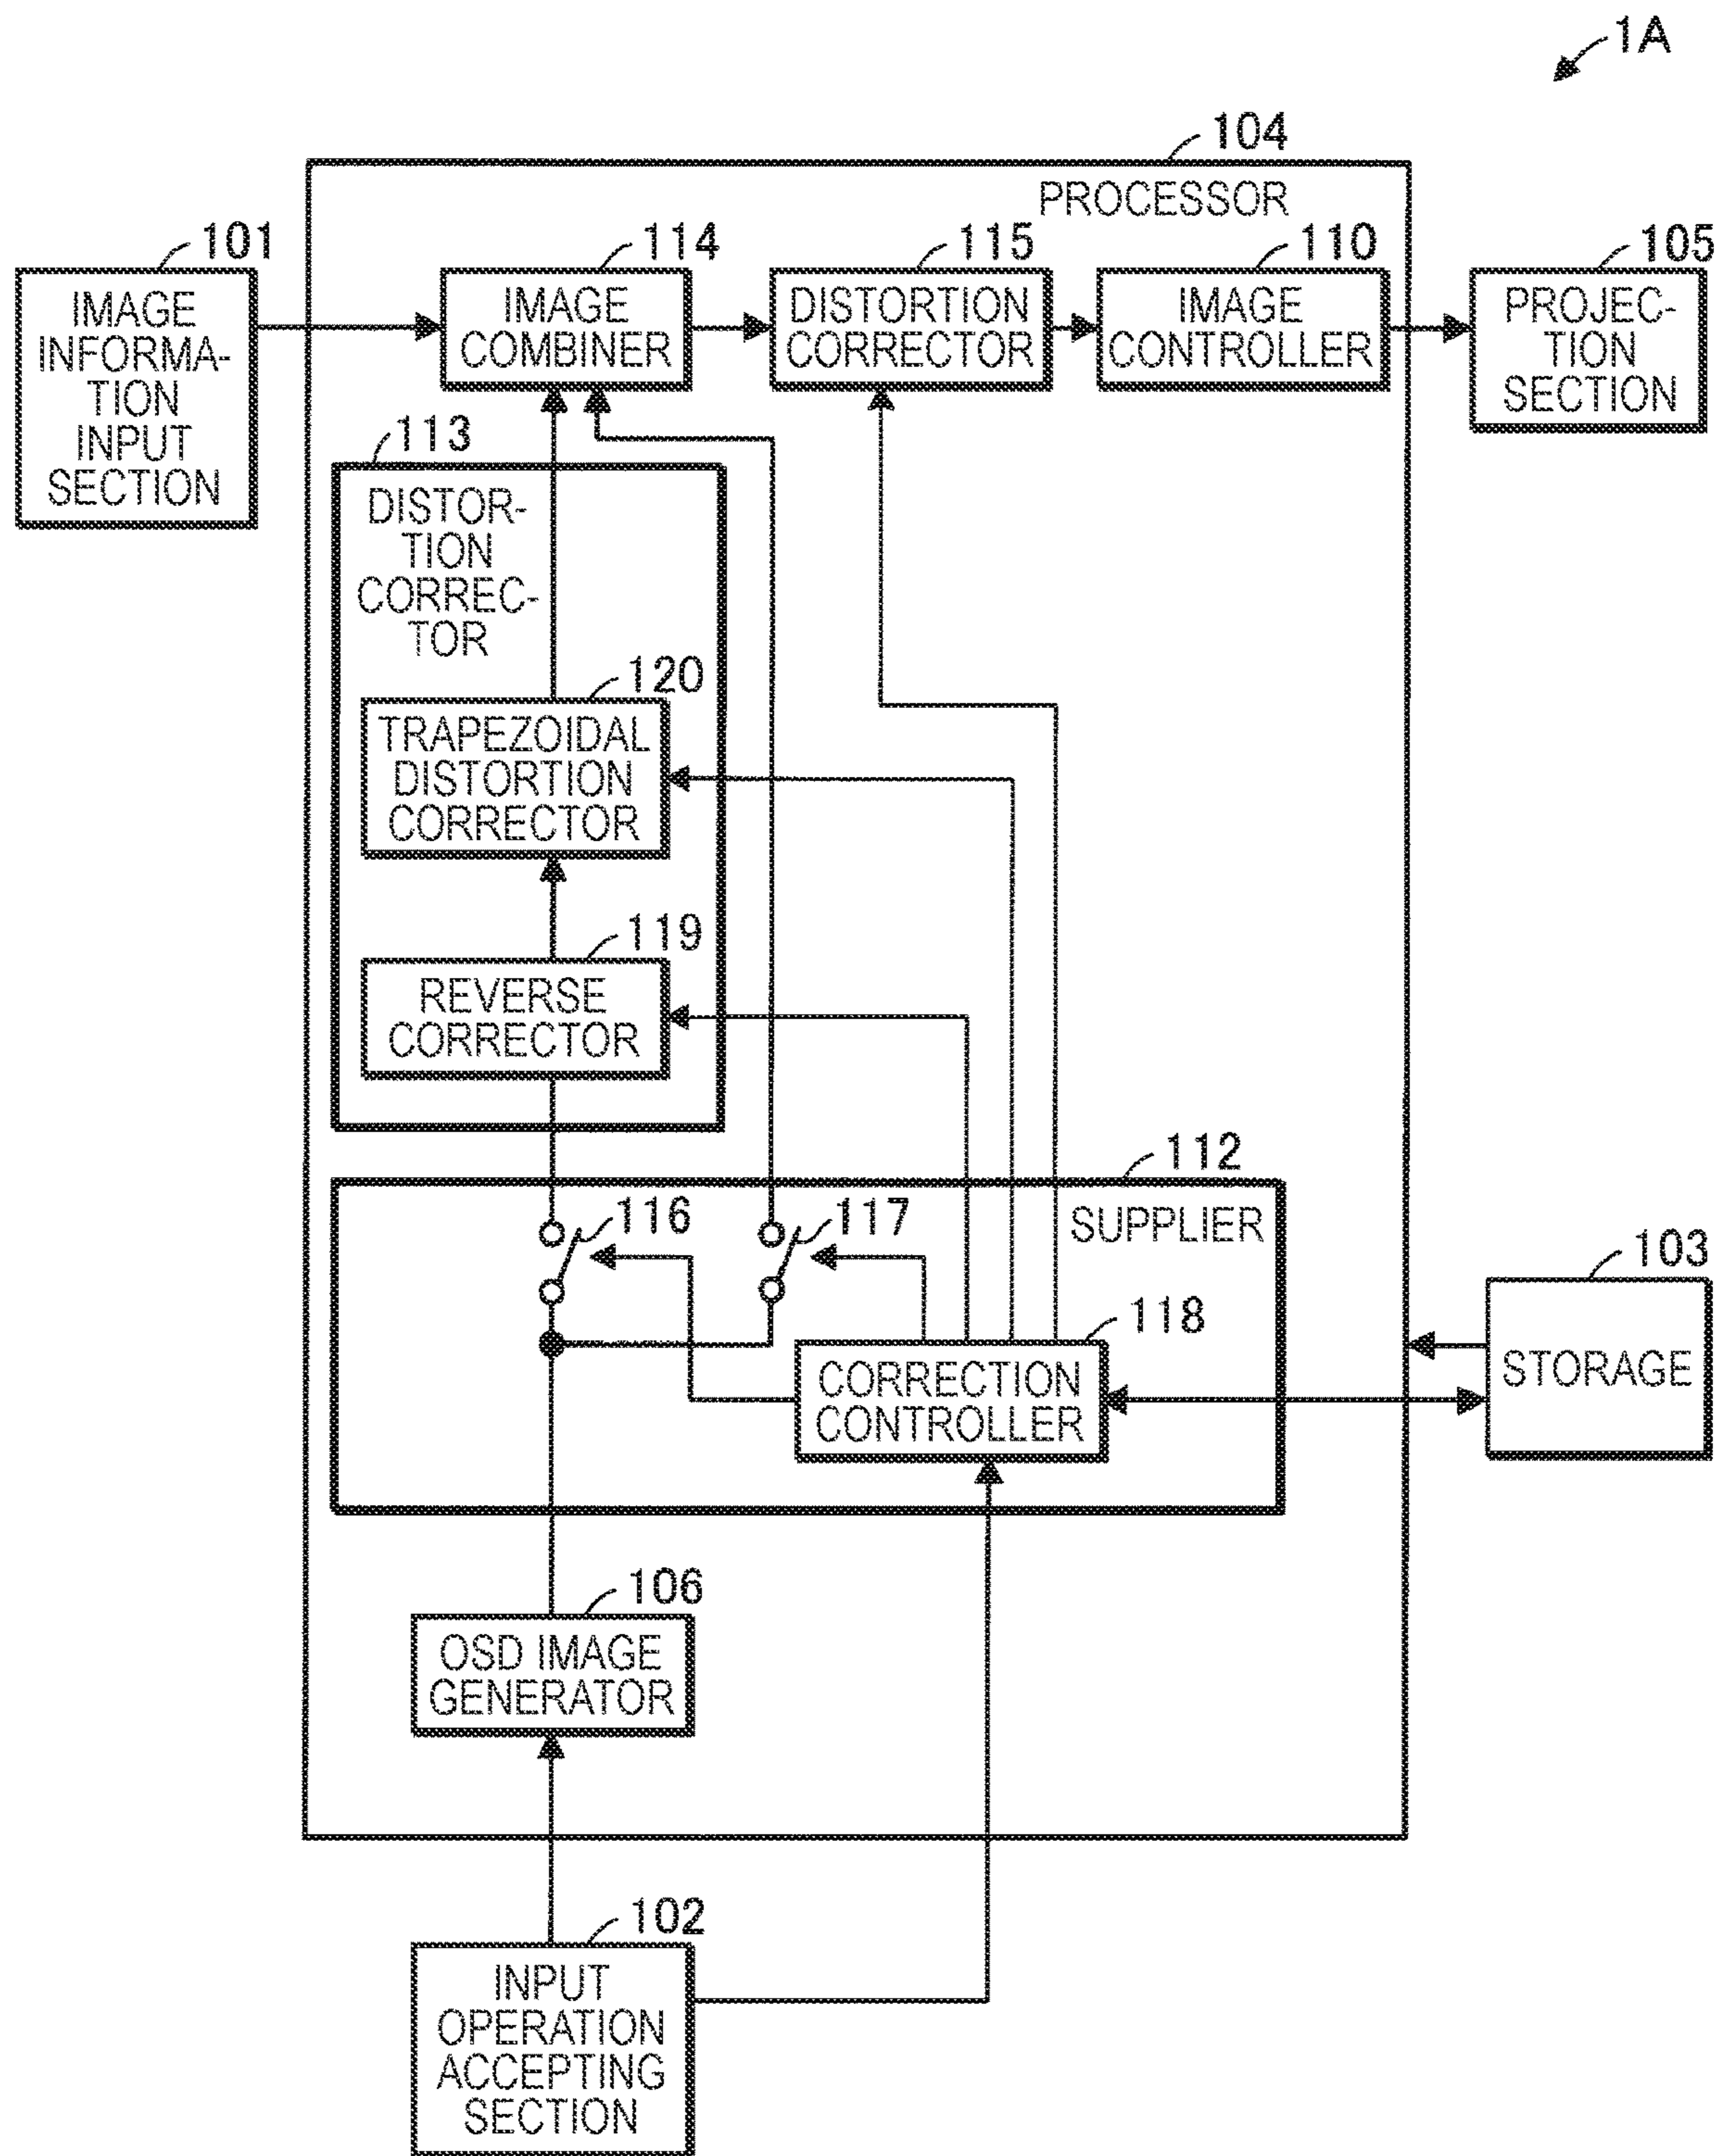 1A
104
PROCESSOR
101
IMAGE
INFORMA-
TION
INPUT
SECTION
114
IMAGE
COMBINER
115
DISTORTION
CORRECTOR
110
IMAGE
CONTROLLER
105
PROJEC-
TION
SECTION
113
DISTOR-
TION
CORREC-
TOR
120
TRAPEZOIDAL
DISTORTION
CORRECTOR
119
REVERSE
CORRECTOR
112
SUPPLIER
116
117
118
CORRECTION
CONTROLLER
103
STORAGE
106
OSD IMAGE
GENERATOR
102
INPUT
OPERATION
ACCEPTING
SECTION